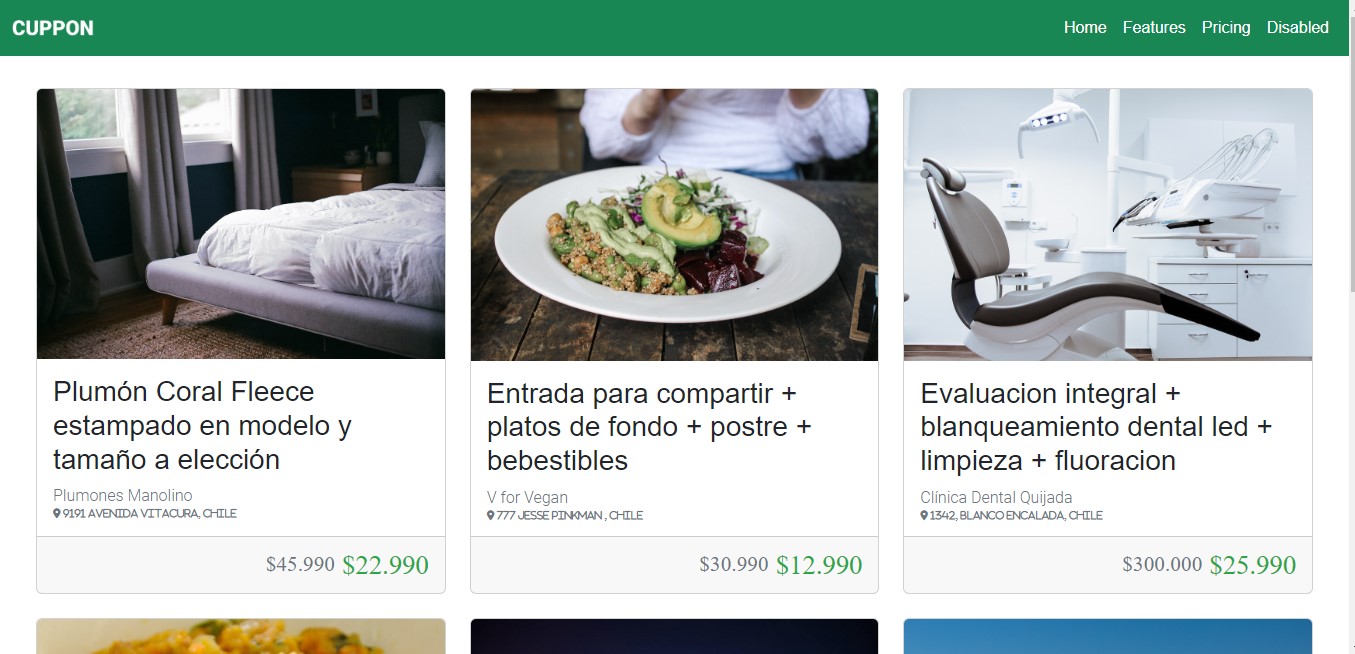 CUPPON
Home Features Pricing Disabled
Plumón Coral Fleece
estampado en modelo y
tamaño a elección
Plumones Manolino
9191 AVENIDA VITACURA, CHILE
$45.990 $22.990
Entrada para compartir +
platos de fondo + postre +
bebestibles
V for Vegan
777 JESSE PINKMAN , CHILE
$30.990 $12.990
Evaluacion integral +
blanqueamiento dental led +
limpieza + fluoracion
Clínica Dental Quijada
1342, BLANCO ENCALADA, CHILE
$300.000 $25.990